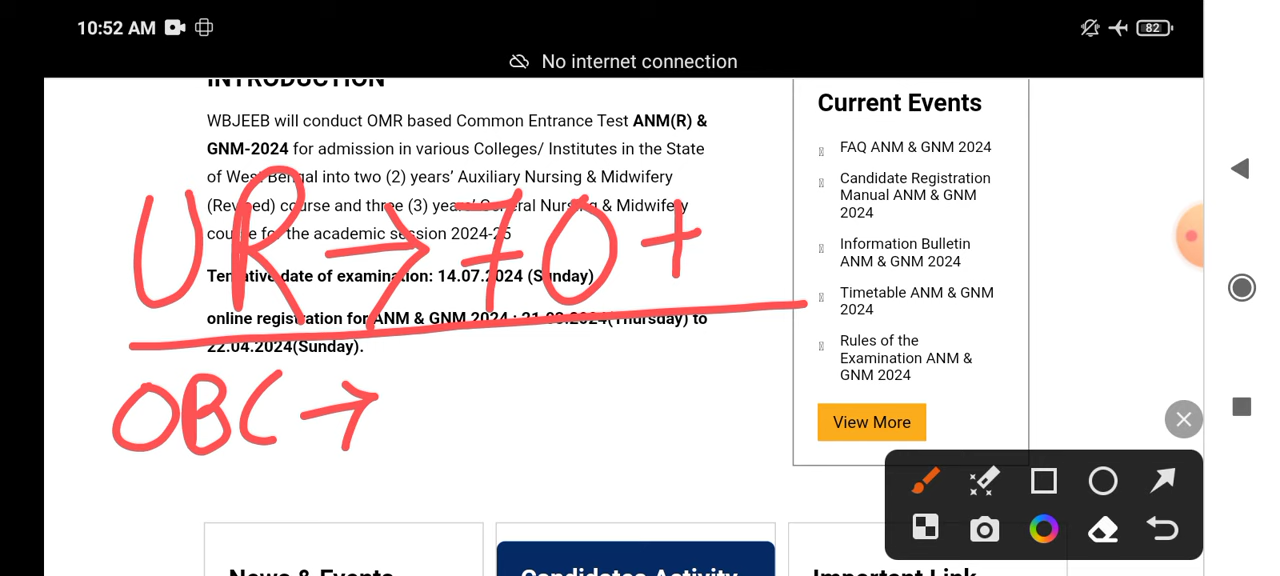 10:52 AM
82
No internet connection
INTRODUCTION
WBJEEB will conduct OMR based Common Entrance Test ANM(R) &
GNM-2024 for admission in various Colleges/ Institutes in the State
of West Bengal into two (2) years' Auxiliary Nursing & Midwifery
(Revised) course and three (3) years' General Nursing & Midwifery
course for the academic session 2024-25
Tentative date of examination: 14.07.2024 (Sunday)
online registration for ANM & GNM 2024 : 21.03.2024(Thursday) to
22.04.2024(Sunday).
UR → 70 +
OBC →
Current Events
FAQ ANM & GNM 2024
Candidate Registration
Manual ANM & GNM
2024
Information Bulletin
ANM & GNM 2024
Timetable ANM & GNM
2024
Rules of the
Examination ANM &
GNM 2024
View More
News & Events
Candidates Activity
Important Link